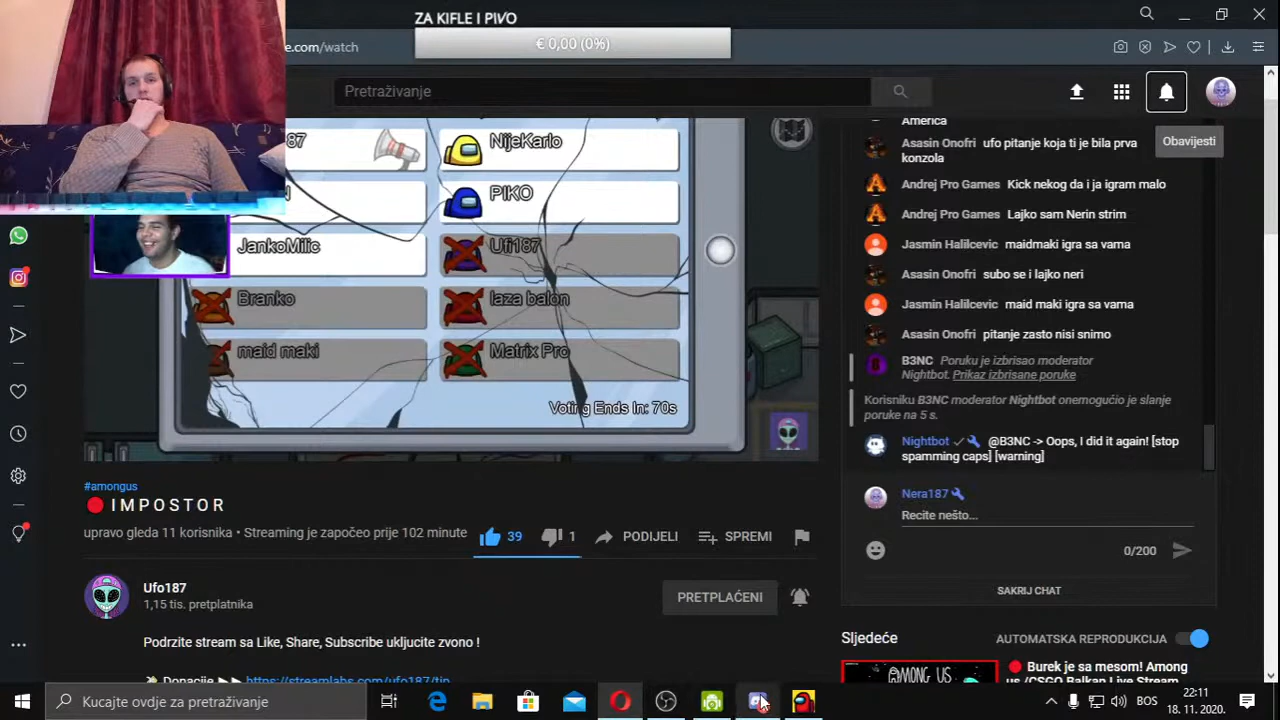 ZA KIFLE I PIVO
€ 0,00 (0%)
e.com/watch
Pretraživanje
Obavijesti
87
NijeKarlo
PIKO
JankoMilic
Ufi187
Branko
laza balon
maid maki
Matrix Pro
Voting Ends In: 70s
America
Asasin Onofri ufo pitanje koja ti je bila prva
konzola
Andrej Pro Games Kick nekog da i ja igram malo
Andrej Pro Games Lajko sam Nerin strim
Jasmin Halilcevic maidmaki igra sa vama
Asasin Onofri subo se i lajko neri
Jasmin Halilcevic maid maki igra sa vama
Asasin Onofri pitanje zasto nisi snimo
B3NC Poruku je izbrisao moderator
Nightbot. Prikaz izbrisane poruke
Korisniku B3NC moderator Nightbot onemogućio je slanje
poruke na 5 s.
Nightbot @B3NC -> Oops, I did it again! [stop
spamming caps] [warning]
Nera187
Recite nešto...
0/200
SAKRIJ CHAT
#amongus
I M P O S T O R
upravo gleda 11 korisnika • Streaming je započeo prije 102 minute
39
1
PODIJELI
SPREMI
Ufo187
1,15 tis. pretplatnika
PRETPLAĆENI
Podrzite stream sa Like, Share, Subscribe ukljucite zvono !
Donacije ►► https://streamlabs.com/ufo187/tip
Sljedeće
AUTOMATSKA REPRODUKCIJA
AMONG US
Burek je sa mesom! Among
us /CSGO Balkan Live Stream
Kucajte ovdje za pretraživanje
BOS
22:11
18. 11. 2020.